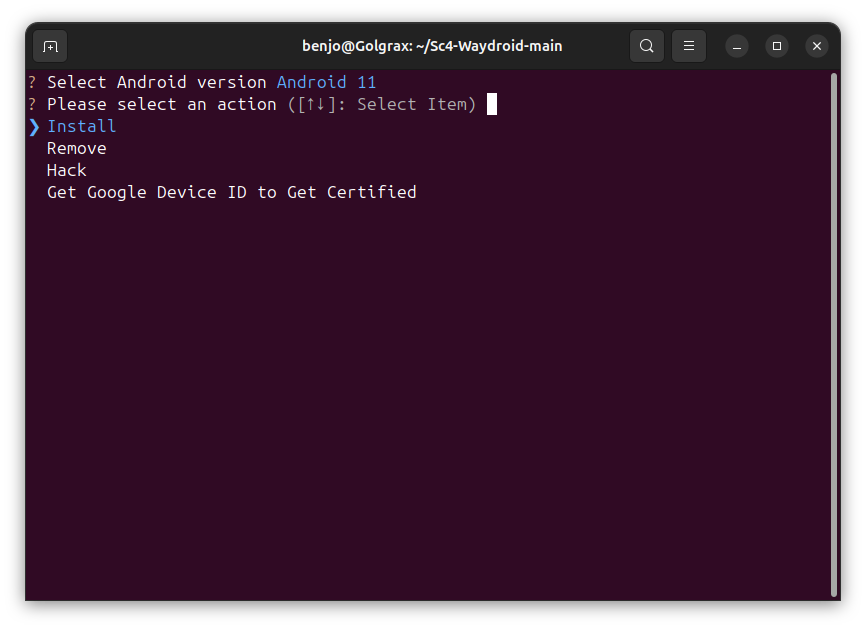 benjo@Golgrax: ~/Sc4-Waydroid-main
? Select Android version Android 11
? Please select an action ([↑↓]: Select Item)
❯ Install
Remove
Hack
Get Google Device ID to Get Certified